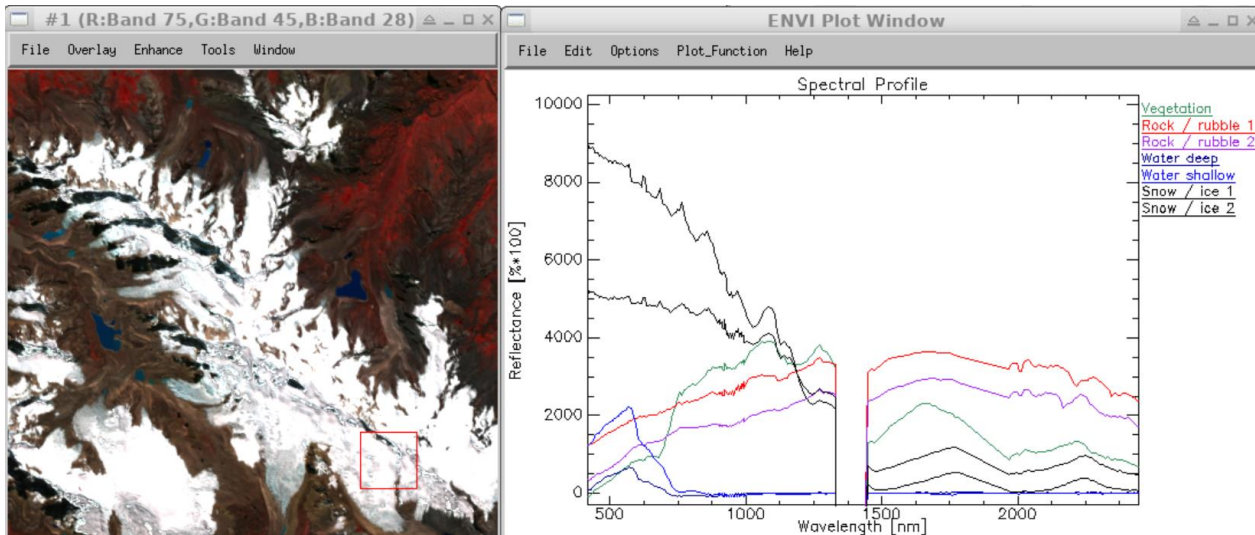 #1 (R:Band 75,G:Band 45,B:Band 28)
File Overlay Enhance Tools Window
ENVI Plot Window
File Edit Options Plot_Function Help
Spectral Profile
Reflectance [%*100]
10000
8000
6000
4000
2000
0
500 1000 1500 2000
Wavelength [nm]
Vegetation
Rock / rubble 1
Rock / rubble 2
Water deep
Water shallow
Snow / ice 1
Snow / ice 2